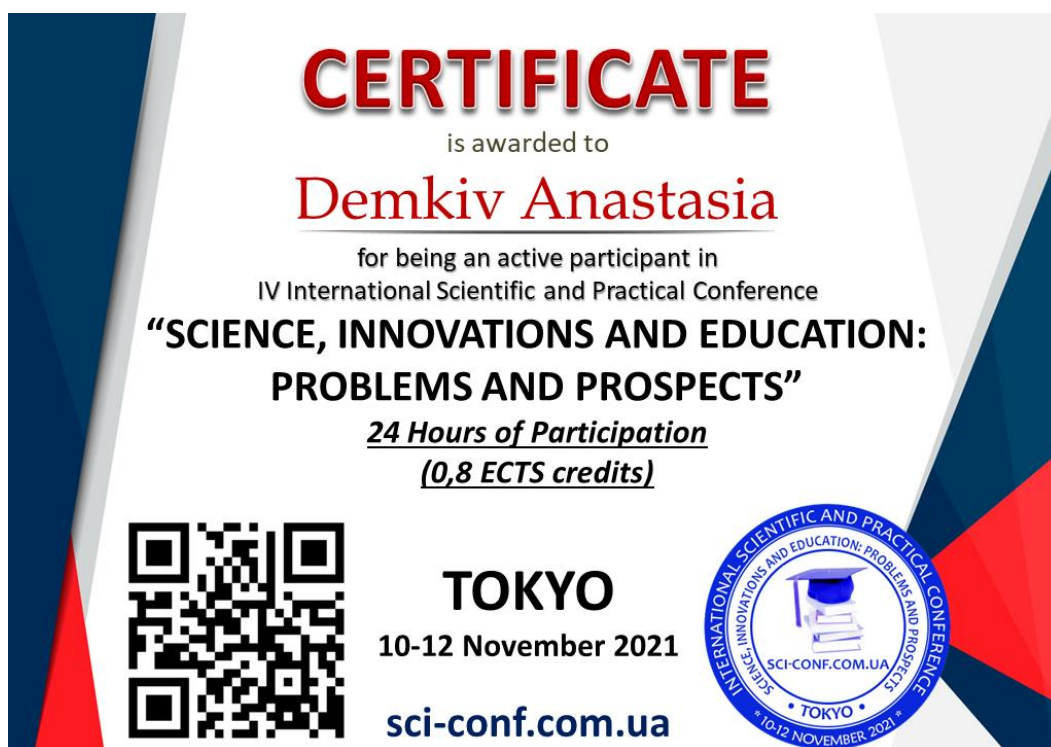 CERTIFICATE
is awarded to
Demkiv Anastasia
for being an active participant in
IV International Scientific and Practical Conference
“SCIENCE, INNOVATIONS AND EDUCATION:
PROBLEMS AND PROSPECTS”
24 Hours of Participation
(0,8 ECTS credits)
TOKYO
10-12 November 2021
sci-conf.com.ua
INTERNATIONAL SCIENTIFIC AND PRACTICAL CONFERENCE
SCIENCE, INNOVATIONS AND EDUCATION: PROBLEMS AND PROSPECTS
SCI-CONF.COM.UA
• TOKYO •
* 10-12 NOVEMBER 2021 *